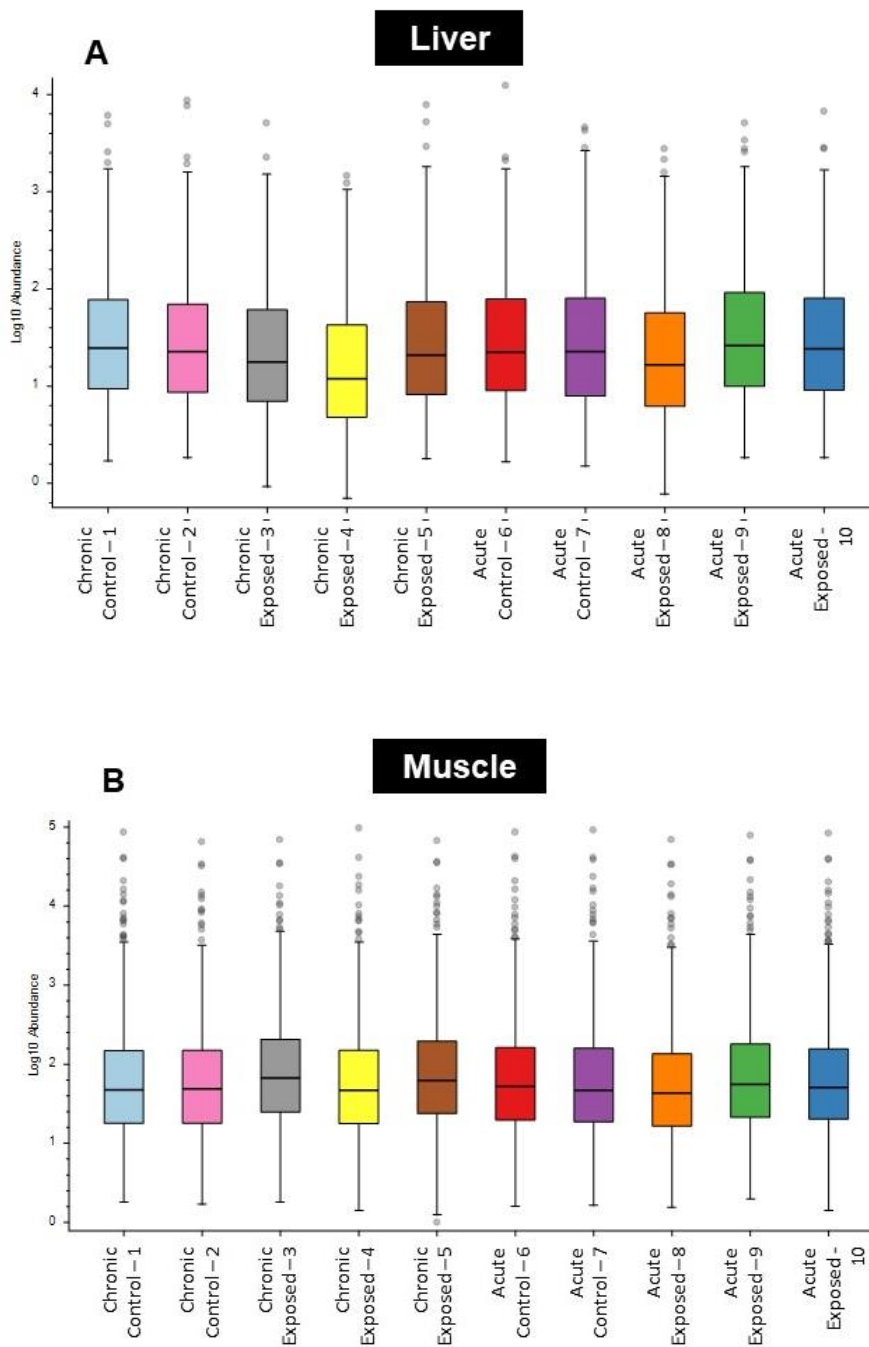 Liver
A
4
3
2
1
0
Log10 Abundance
Chronic
Control-1
Chronic
Control-2
Chronic
Exposed-3
Chronic
Exposed-4
Chronic
Exposed-5
Acute
Control-6
Acute
Control-7
Acute
Exposed-8
Acute
Exposed-9
Acute
Exposed-
10
Muscle
B
5
4
3
2
1
0
Log10 Abundance
Chronic
Control-1
Chronic
Control-2
Chronic
Exposed-3
Chronic
Exposed-4
Chronic
Exposed-5
Acute
Control-6
Acute
Control-7
Acute
Exposed-8
Acute
Exposed-9
Acute
Exposed-
10